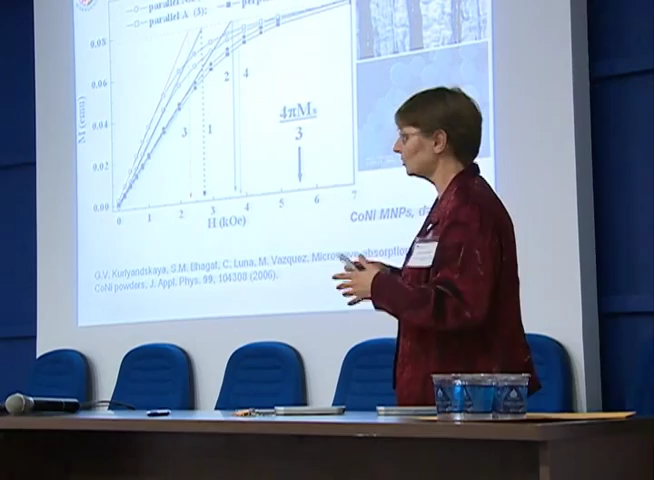 parallel A (3);
0.08
0.06
0.04
0.02
0.00
M (emu)
3
1
2
4
4πMs
3
0
1
2
3
4
5
6
7
H (kOe)
CoNi MNPs,
G.V. Kurlyandskaya, S.M. Bhagat, C. Luna, M. Vazquez, Microwave absorption
CoNi powders, J. Appl. Phys. 99, 104308 (2006).